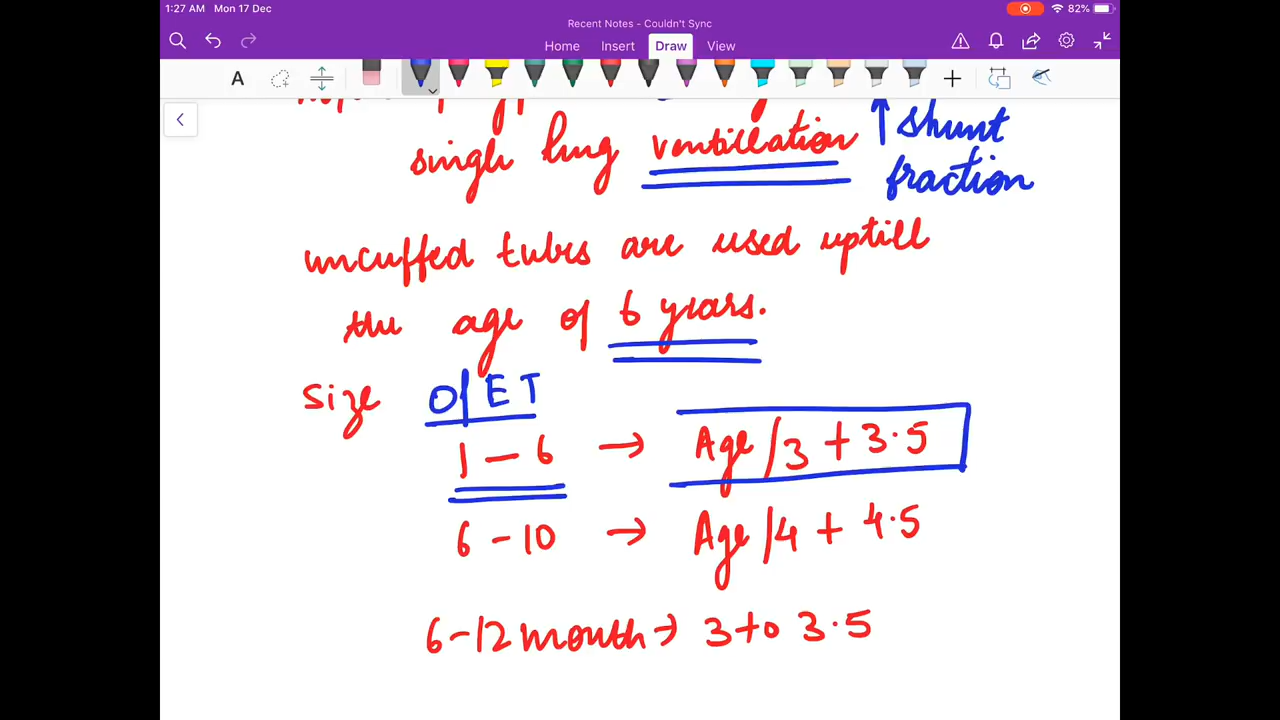 1:27 AM Mon 17 Dec
82%
Recent Notes - Couldn't Sync
Home Insert Draw View
A
single lung ventillation
↑ shunt
fraction
uncuffed tubes are used uptill
the age of 6 years.
Size Of ET
1 – 6 → Age / 3 + 3.5
6 – 10 → Age / 4 + 4.5
6-12 month → 3 to 3.5